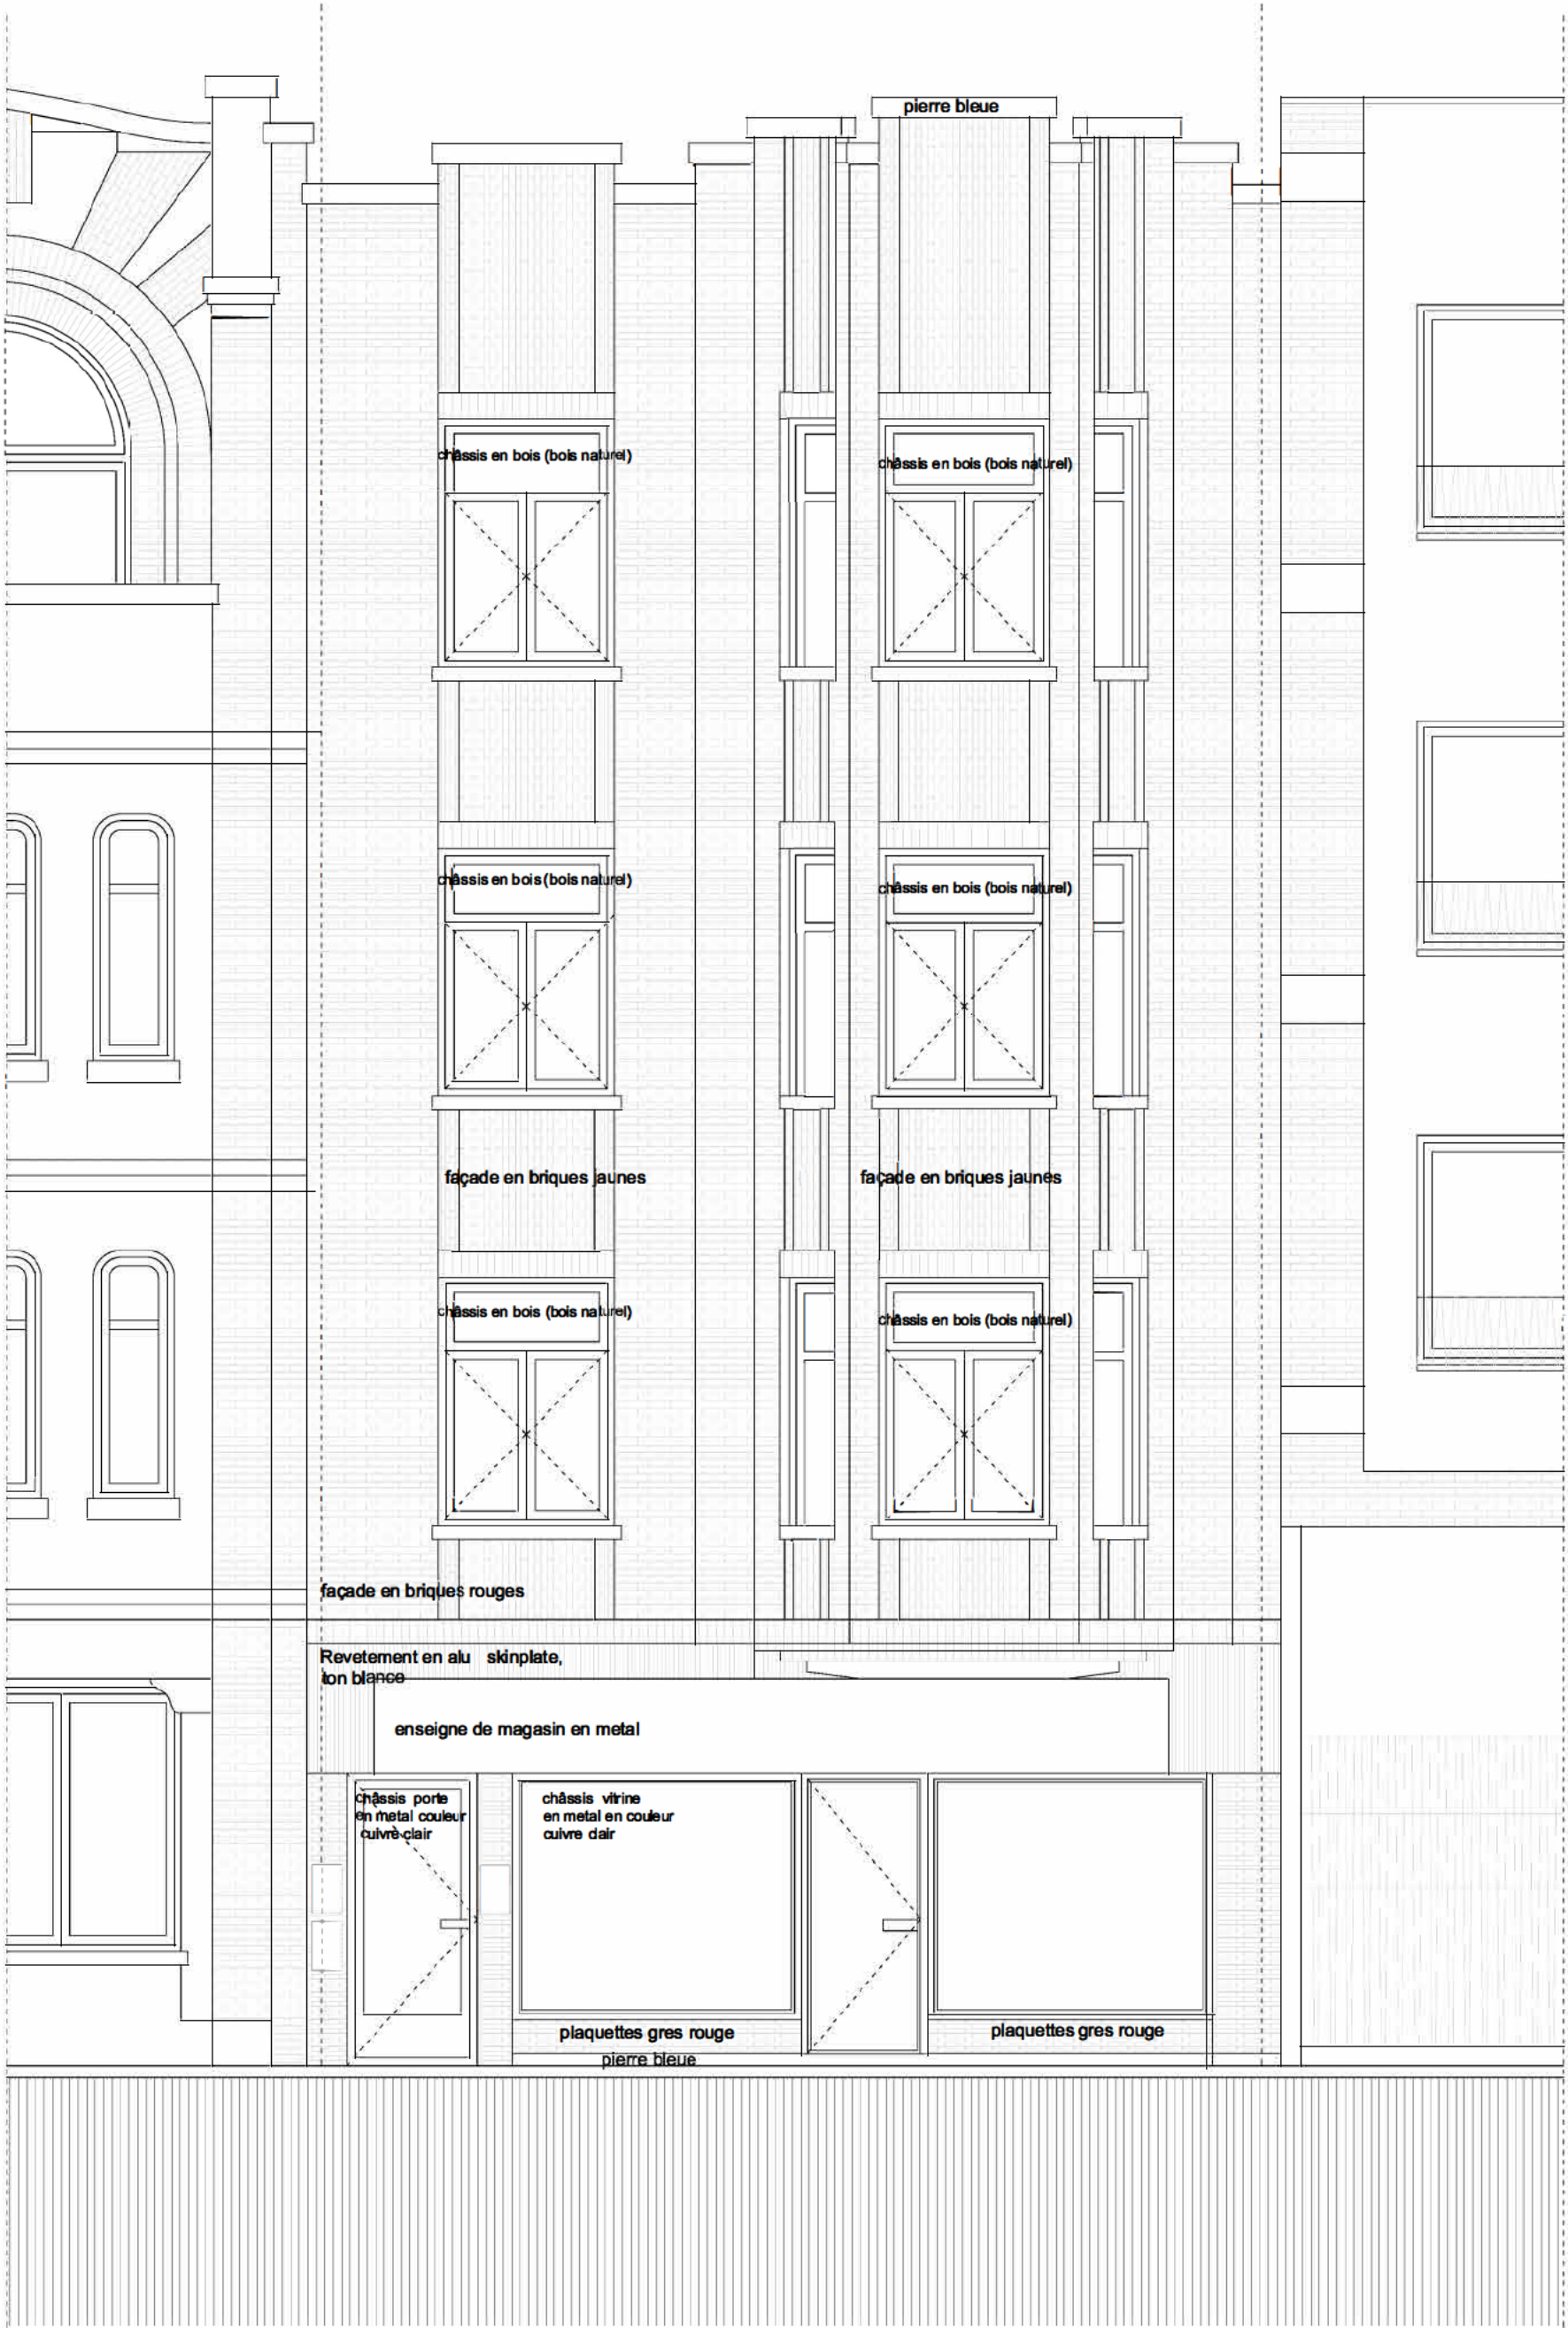 pierre bleue
châssis en bois (bois naturel)
châssis en bois (bois naturel)
châssis en bois (bois naturel)
châssis en bois (bois naturel)
façade en briques jaunes
façade en briques jaunes
châssis en bois (bois naturel)
châssis en bois (bois naturel)
façade en briques rouges
Revetement en alu skinplate,
ton blance
enseigne de magasin en metal
châssis porte
en metal couleur
cuivre clair
châssis vitrine
en metal en couleur
cuivre clair
plaquettes gres rouge
plaquettes gres rouge
pierre bleue